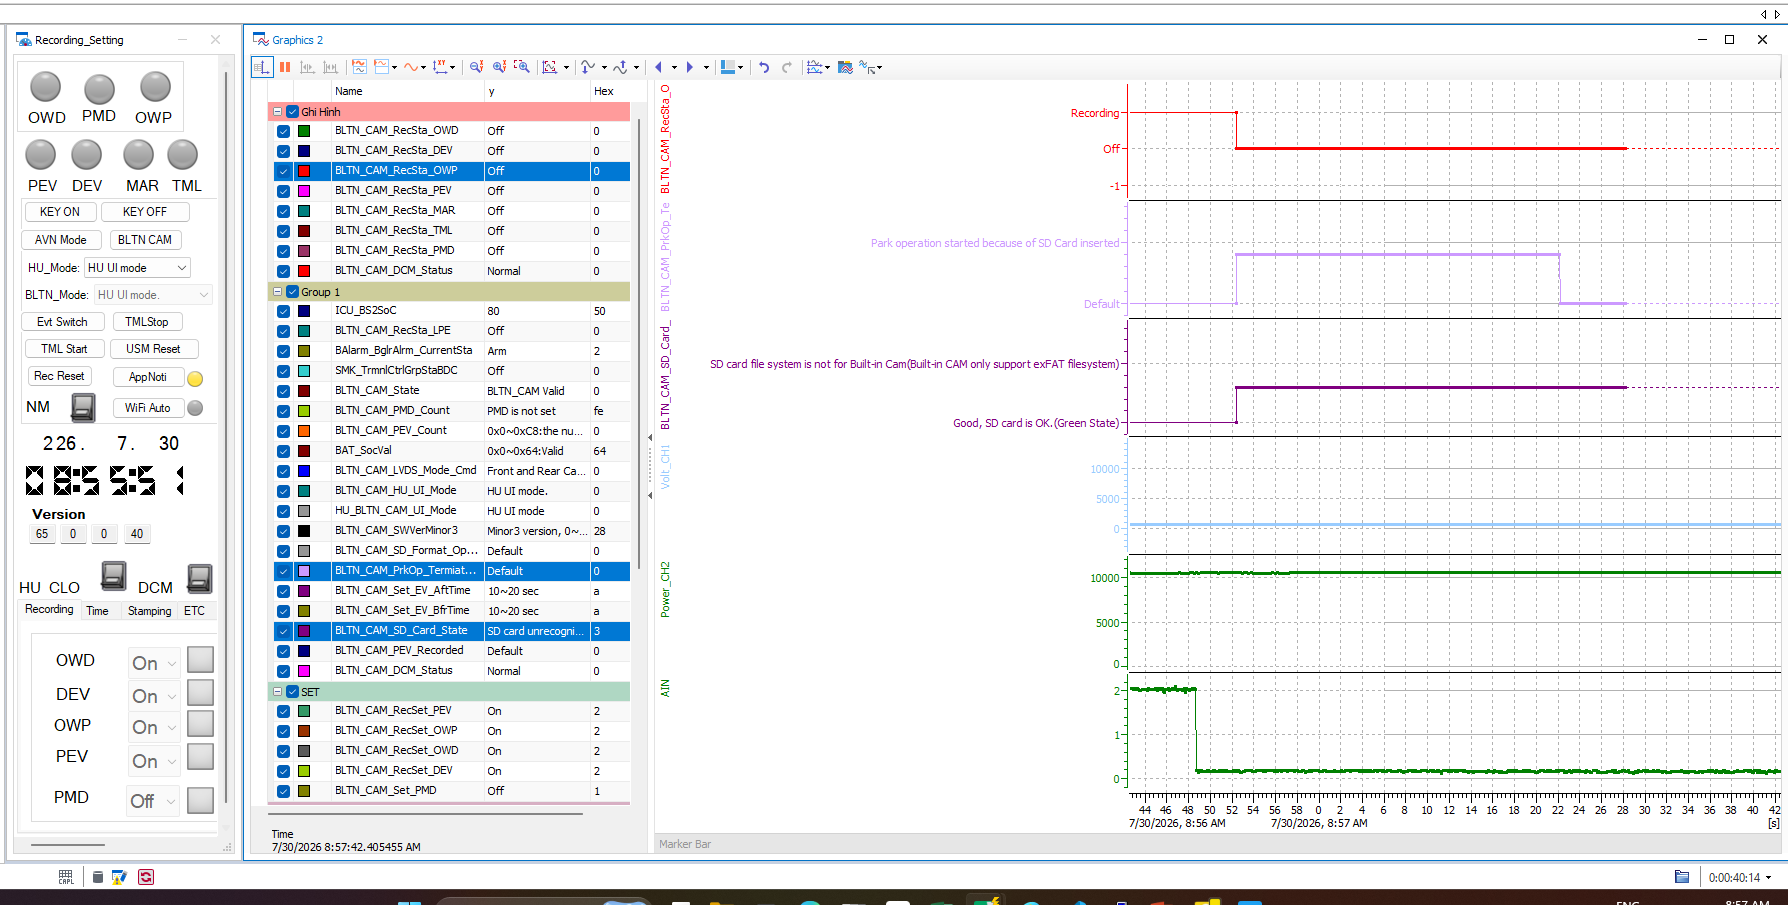 Recording_Setting
OWD
PMD
OWP
PEV
DEV
MAR
TML
KEY ON
KEY OFF
AVN Mode
BLTN CAM
HU_Mode:
HU UI mode
BLTN_Mode:
HU UI mode.
Evt Switch
TMLStop
TML Start
USM Reset
Rec Reset
AppNoti
NM
WiFi Auto
226. 7. 30
Version
65 0 0 40
HU CLO
DCM
Recording Time Stamping ETC
OWD On
DEV On
OWP On
PEV On
PMD Off
Graphics 2
Name y Hex
Ghi Hình
BLTN_CAM_RecSta_OWD Off 0
BLTN_CAM_RecSta_DEV Off 0
BLTN_CAM_RecSta_OWP Off 0
BLTN_CAM_RecSta_PEV Off 0
BLTN_CAM_RecSta_MAR Off 0
BLTN_CAM_RecSta_TML Off 0
BLTN_CAM_RecSta_PMD Off 0
BLTN_CAM_DCM_Status Normal 0
Group 1
ICU_BS2SoC 80 50
BLTN_CAM_RecSta_LPE Off 0
BAlarm_BglrAlrm_CurrentSta Arm 2
SMK_TrmnlCtrlGrpStaBDC Off 0
BLTN_CAM_State BLTN_CAM Valid 0
BLTN_CAM_PMD_Count PMD is not set fe
BLTN_CAM_PEV_Count 0x0~0xC8:the nu... 0
BAT_SocVal 0x0~0x64:Valid 64
BLTN_CAM_LVDS_Mode_Cmd Front and Rear Ca... 0
BLTN_CAM_HU_UI_Mode HU UI mode. 0
HU_BLTN_CAM_UI_Mode HU UI mode 0
BLTN_CAM_SWVerMinor3 Minor3 version, 0~... 28
BLTN_CAM_SD_Format_Op... Default 0
BLTN_CAM_PrkOp_Termiat... Default 0
BLTN_CAM_Set_EV_AftTime 10~20 sec a
BLTN_CAM_Set_EV_BfrTime 10~20 sec a
BLTN_CAM_SD_Card_State SD card unrecogni... 3
BLTN_CAM_PEV_Recorded Default 0
BLTN_CAM_DCM_Status Normal 0
SET
BLTN_CAM_RecSet_PEV On 2
BLTN_CAM_RecSet_OWP On 2
BLTN_CAM_RecSet_OWD On 2
BLTN_CAM_RecSet_DEV On 2
BLTN_CAM_Set_PMD Off 1
Time
7/30/2026 8:57:42.405455 AM
BLTN_CAM_RecSta_O
Recording
Off
-1
BLTN_CAM_PrkOp_Te
Park operation started because of SD Card inserted
Default
BLTN_CAM_SD_Card_
SD card file system is not for Built-in Cam(Built-in CAM only support exFAT filesystem)
Good, SD card is OK.(Green State)
Volt_CH1
10000
5000
0
Power_CH2
10000
5000
0
AIN
2
1
0
44 46 48 50 52 54 56 58 0 2 4 6 8 10 12 14 16 18 20 22 24 26 28 30 32 34 36 38 40 42
7/30/2026, 8:56 AM 7/30/2026, 8:57 AM [s]
Marker Bar
CAPL
0:00:40:14